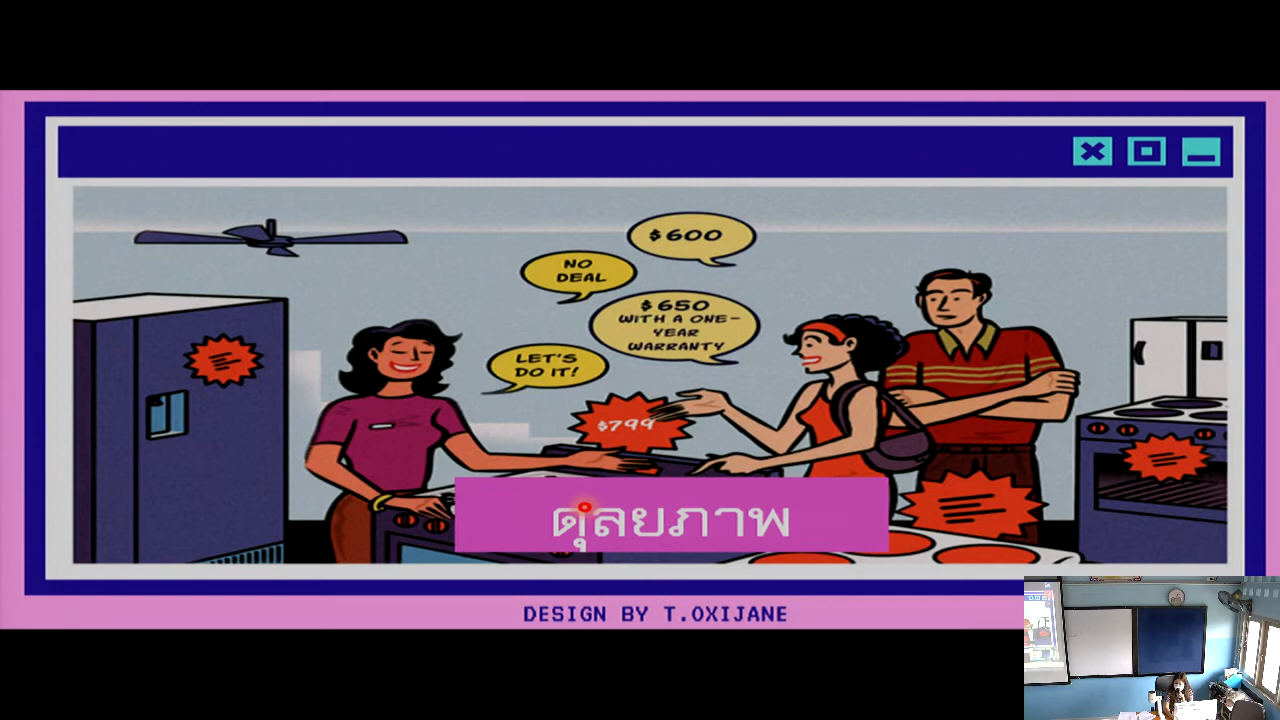 $600
NO
DEAL
$650
WITH A ONE-
YEAR
WARRANTY
LET'S
DO IT!
$799
ดุลยภาพ
DESIGN BY T.OXIJANE